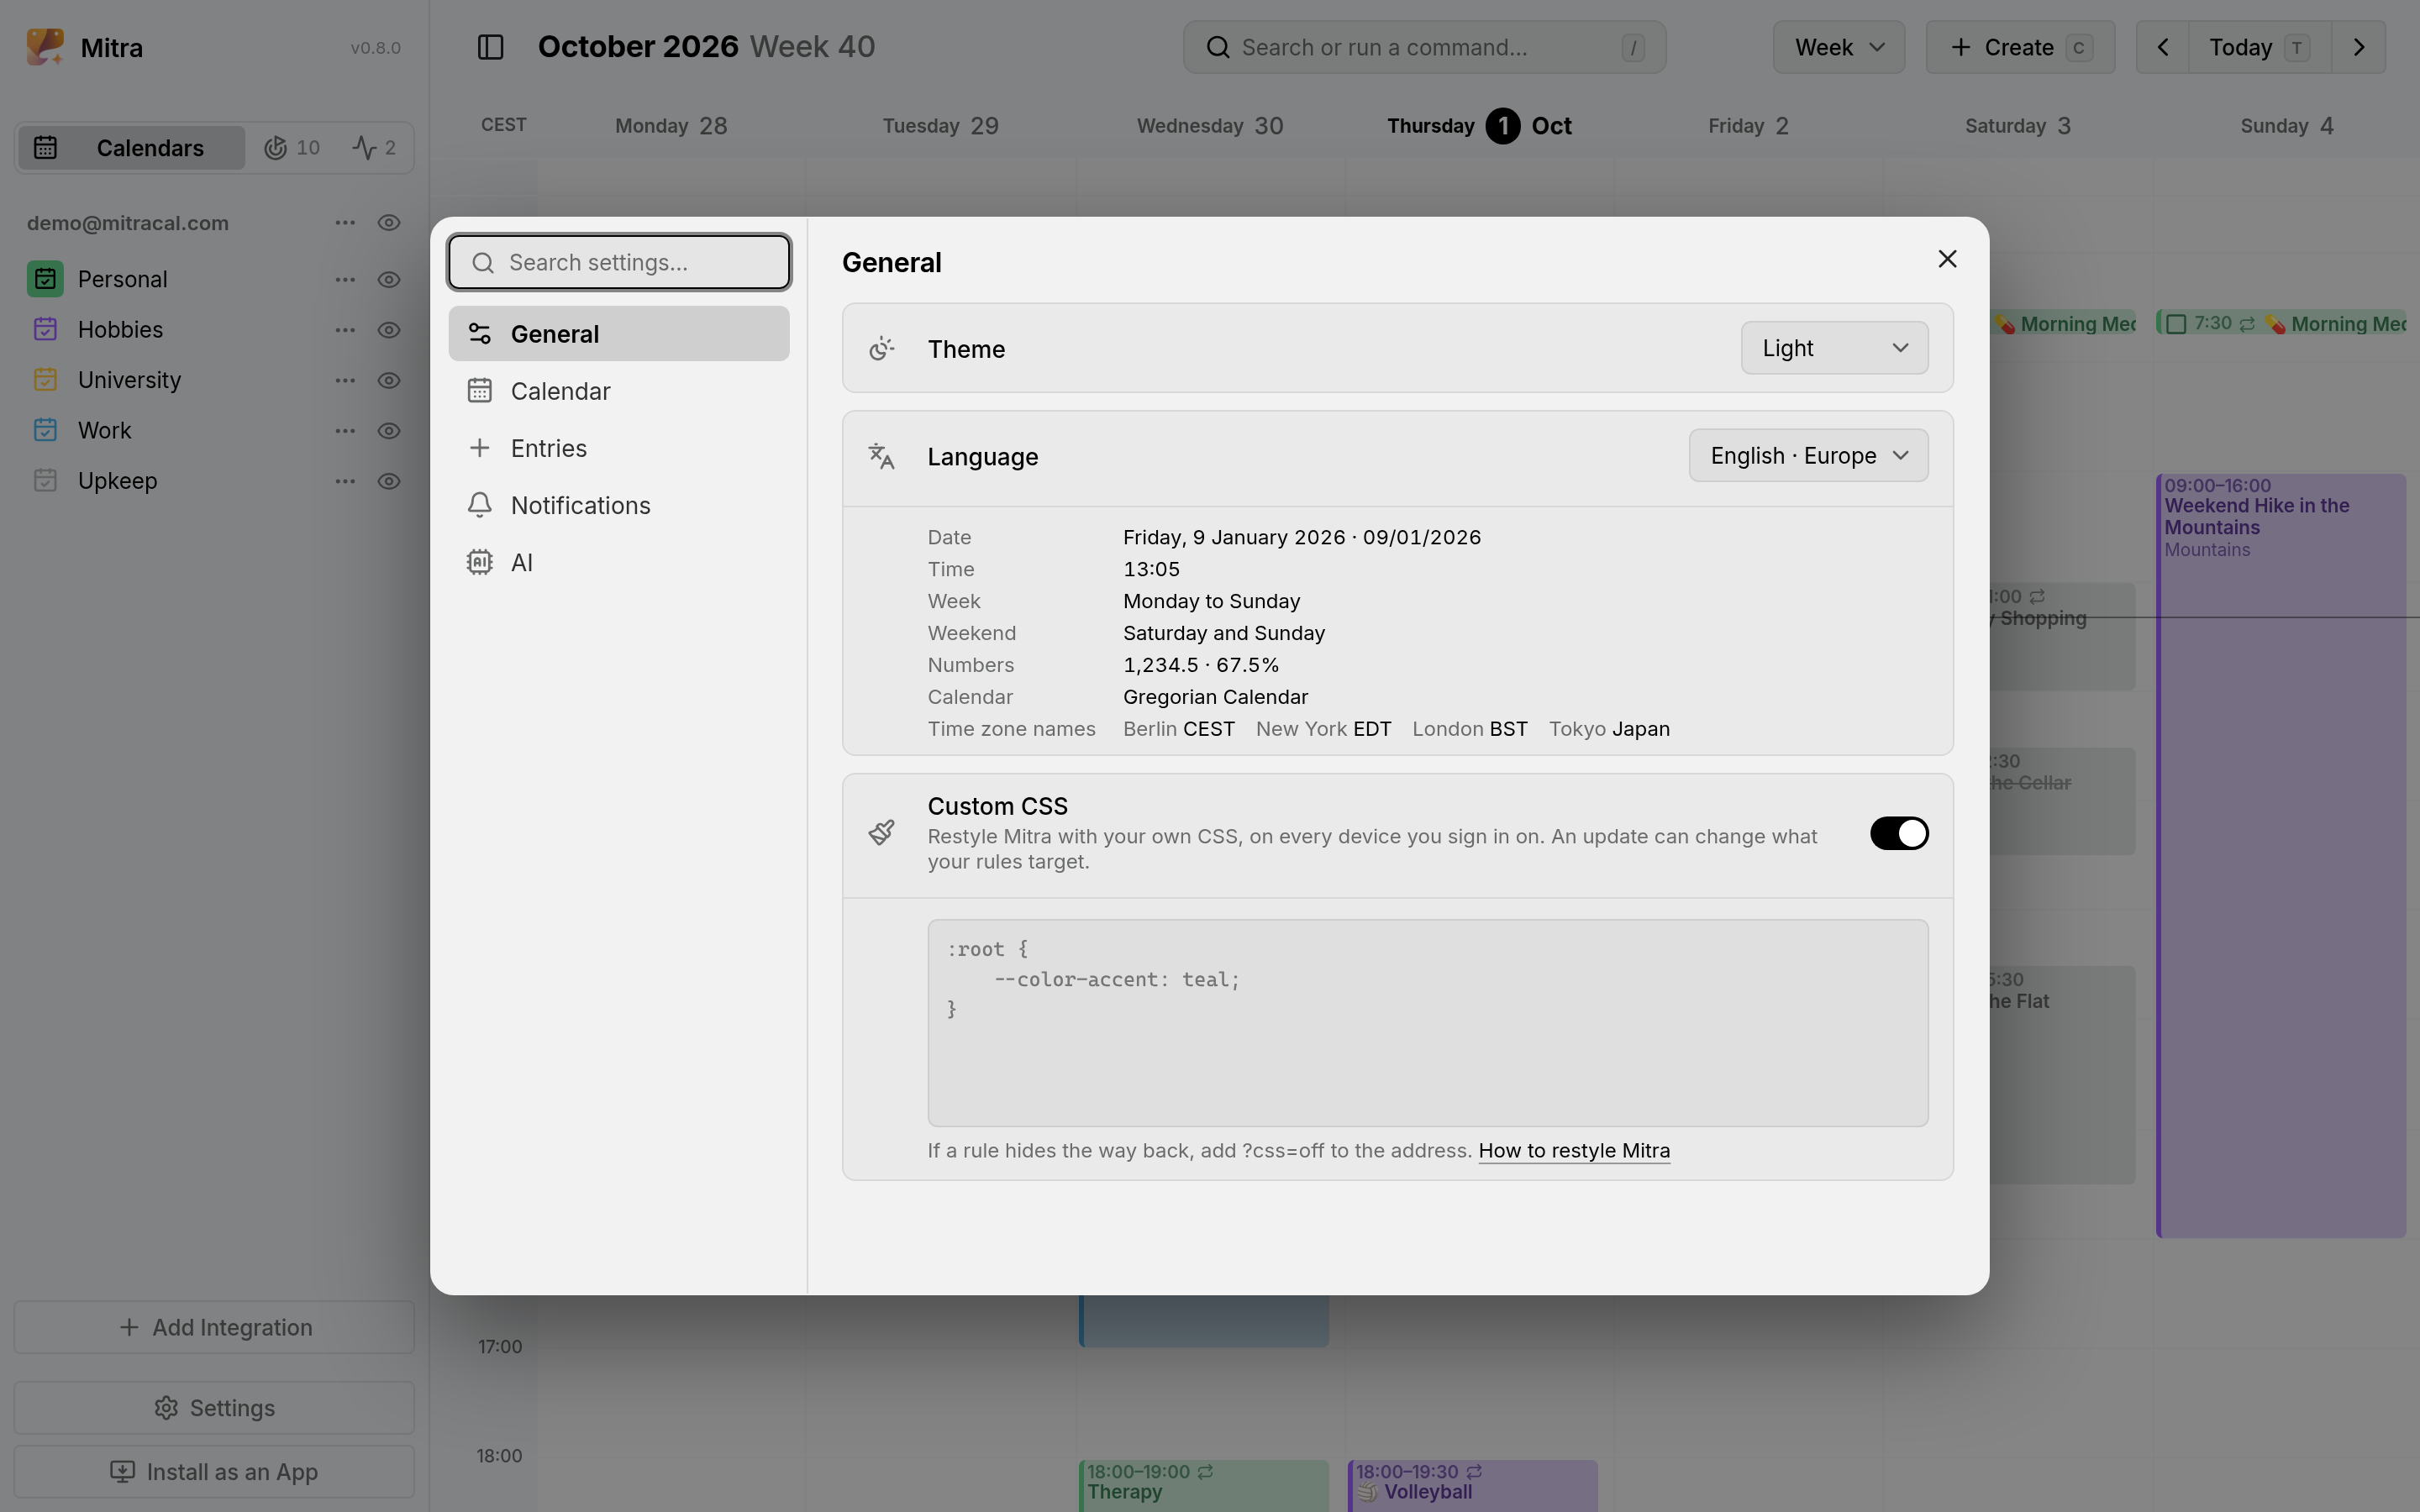 Mitra
v0.8.0
October 2026 Week 40
Search or run a command...
/
Week
Create C
Today T
Calendars
10
2
CEST
Monday 28
Tuesday 29
Wednesday 30
Thursday 1 Oct
Friday 2
Saturday 3
Sunday 4
demo@mitracal.com
Personal
Hobbies
University
Work
Upkeep
Add Integration
Settings
Install as an App
Search settings...
General
Calendar
Entries
Notifications
AI
General
Theme
Light
Language
English · Europe
Date Friday, 9 January 2026 · 09/01/2026
Time 13:05
Week Monday to Sunday
Weekend Saturday and Sunday
Numbers 1,234.5 · 67.5%
Calendar Gregorian Calendar
Time zone names Berlin CEST New York EDT London BST Tokyo Japan
Custom CSS
Restyle Mitra with your own CSS, on every device you sign in on. An update can change what
your rules target.
:root {
--color-accent: teal;
}
If a rule hides the way back, add ?css=off to the address. How to restyle Mitra
Morning
7:30 Morning
09:00–16:00
Weekend Hike in the
Mountains
Mountains
:00
Shopping
:30
Cellar
:30
Flat
17:00
18:00
18:00–19:00
Therapy
18:00–19:30
Volleyball